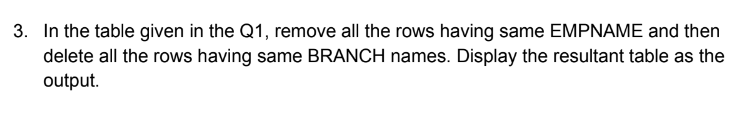 3. In the table given in the Q1, remove all the rows having same EMPNAME and then
delete all the rows having same BRANCH names. Display the resultant table as the
output.